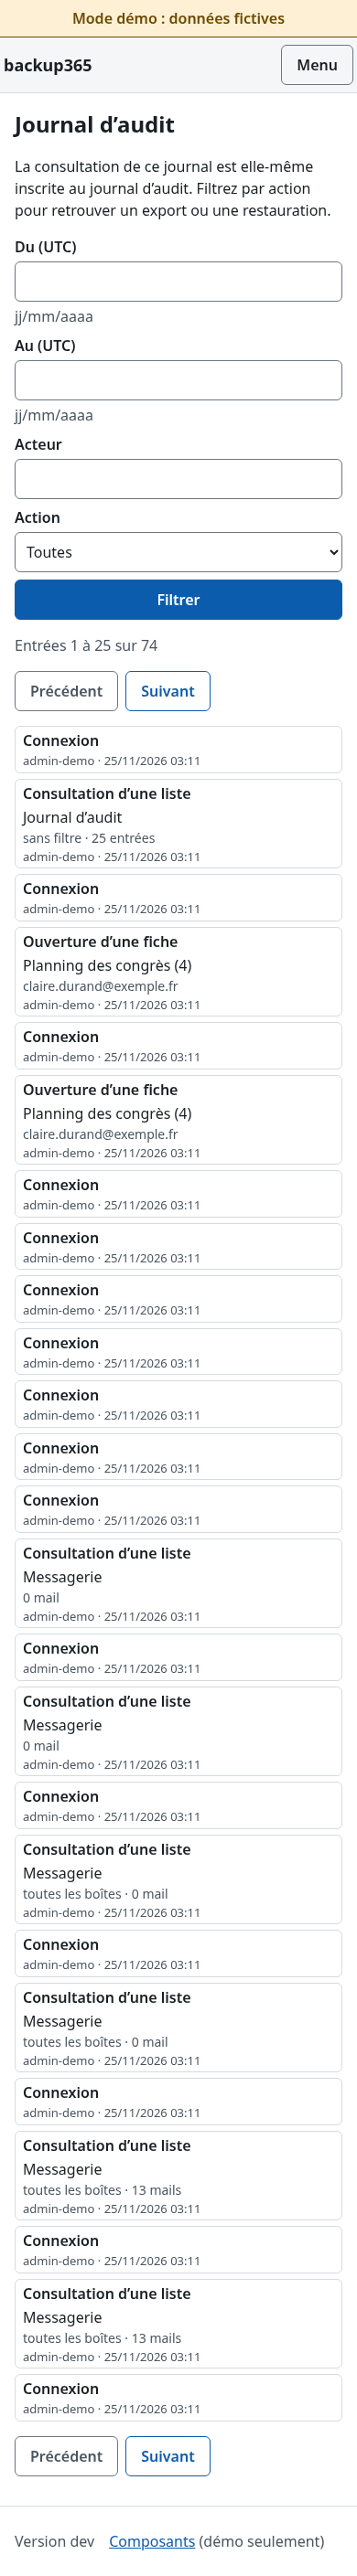 Mode démo : données fictives
backup365
Menu
Journal d’audit
La consultation de ce journal est elle-même
inscrite au journal d’audit. Filtrez par action
pour retrouver un export ou une restauration.
Du (UTC)
jj/mm/aaaa
Au (UTC)
jj/mm/aaaa
Acteur
Action
Toutes
Filtrer
Entrées 1 à 25 sur 74
Précédent
Suivant
Connexion
admin-demo · 25/11/2026 03:11
Consultation d’une liste
Journal d’audit
sans filtre · 25 entrées
admin-demo · 25/11/2026 03:11
Connexion
admin-demo · 25/11/2026 03:11
Ouverture d’une fiche
Planning des congrès (4)
claire.durand@exemple.fr
admin-demo · 25/11/2026 03:11
Connexion
admin-demo · 25/11/2026 03:11
Ouverture d’une fiche
Planning des congrès (4)
claire.durand@exemple.fr
admin-demo · 25/11/2026 03:11
Connexion
admin-demo · 25/11/2026 03:11
Connexion
admin-demo · 25/11/2026 03:11
Connexion
admin-demo · 25/11/2026 03:11
Connexion
admin-demo · 25/11/2026 03:11
Connexion
admin-demo · 25/11/2026 03:11
Connexion
admin-demo · 25/11/2026 03:11
Connexion
admin-demo · 25/11/2026 03:11
Consultation d’une liste
Messagerie
0 mail
admin-demo · 25/11/2026 03:11
Connexion
admin-demo · 25/11/2026 03:11
Consultation d’une liste
Messagerie
0 mail
admin-demo · 25/11/2026 03:11
Connexion
admin-demo · 25/11/2026 03:11
Consultation d’une liste
Messagerie
toutes les boîtes · 0 mail
admin-demo · 25/11/2026 03:11
Connexion
admin-demo · 25/11/2026 03:11
Consultation d’une liste
Messagerie
toutes les boîtes · 0 mail
admin-demo · 25/11/2026 03:11
Connexion
admin-demo · 25/11/2026 03:11
Consultation d’une liste
Messagerie
toutes les boîtes · 13 mails
admin-demo · 25/11/2026 03:11
Connexion
admin-demo · 25/11/2026 03:11
Consultation d’une liste
Messagerie
toutes les boîtes · 13 mails
admin-demo · 25/11/2026 03:11
Connexion
admin-demo · 25/11/2026 03:11
Précédent
Suivant
Version dev Composants (démo seulement)